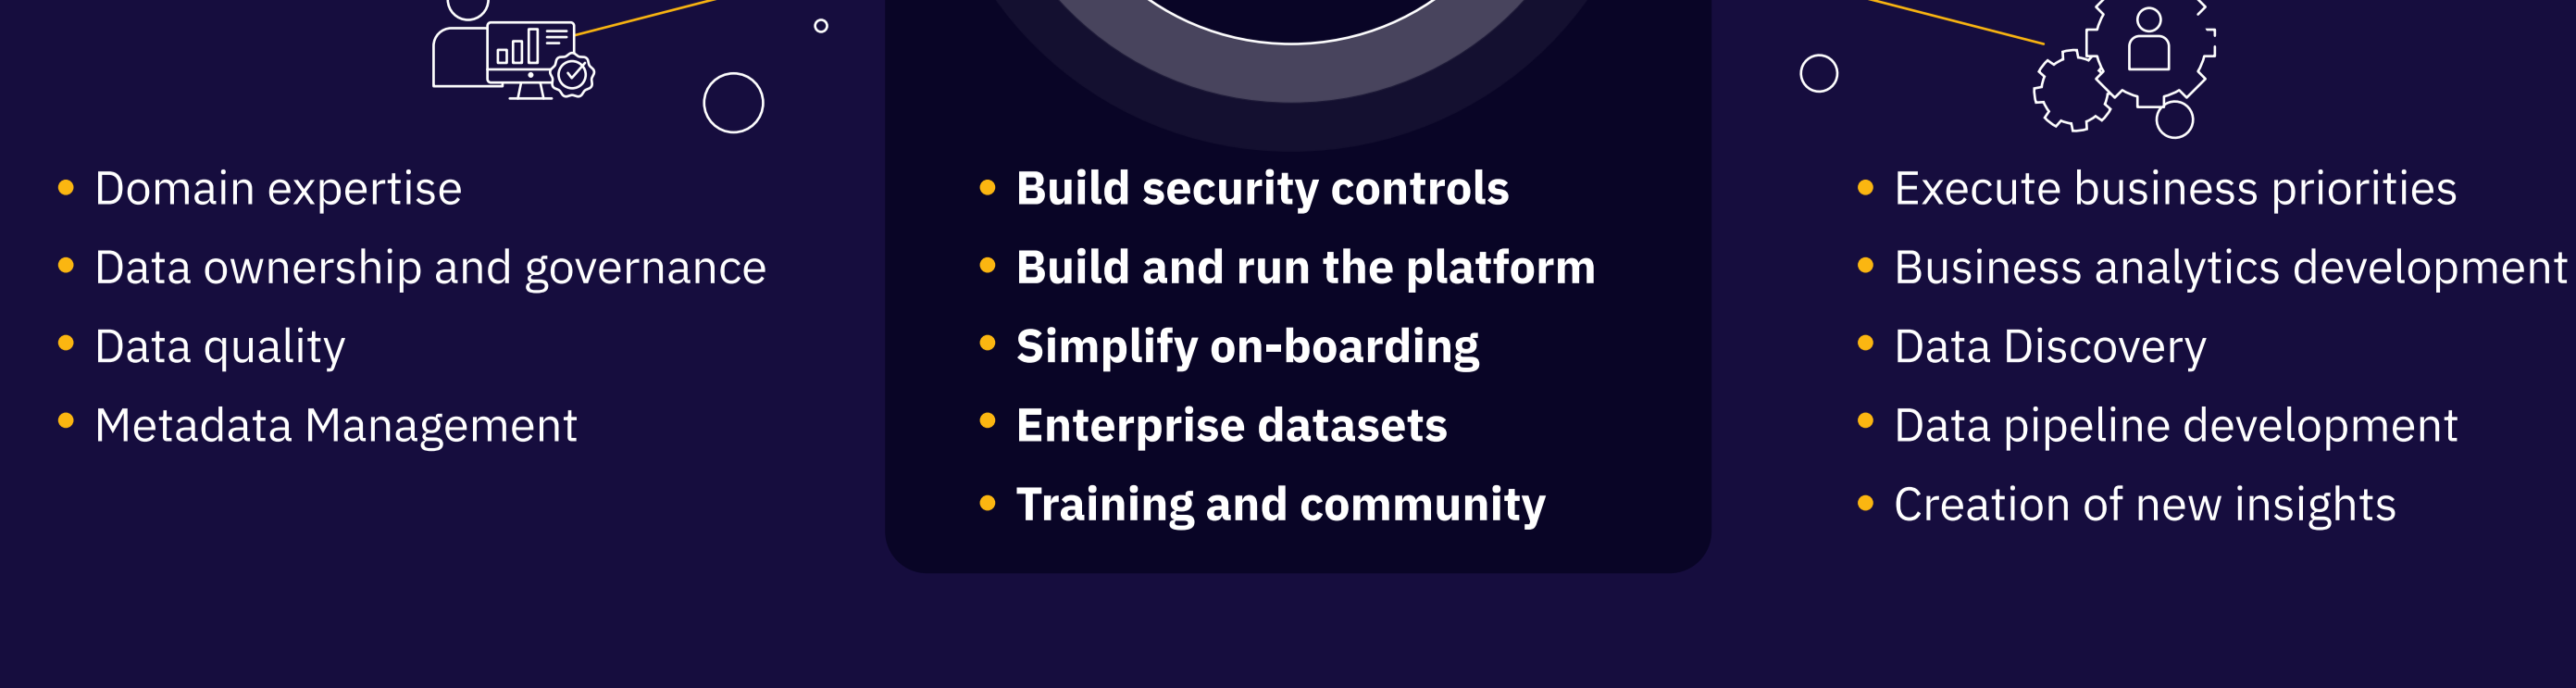 Domain expertise
Data ownership and governance
Data quality
Metadata Management
Build security controls
Build and run the platform
Simplify on-boarding
Enterprise datasets
Training and community
Execute business priorities
Business analytics development
Data Discovery
Data pipeline development
Creation of new insights